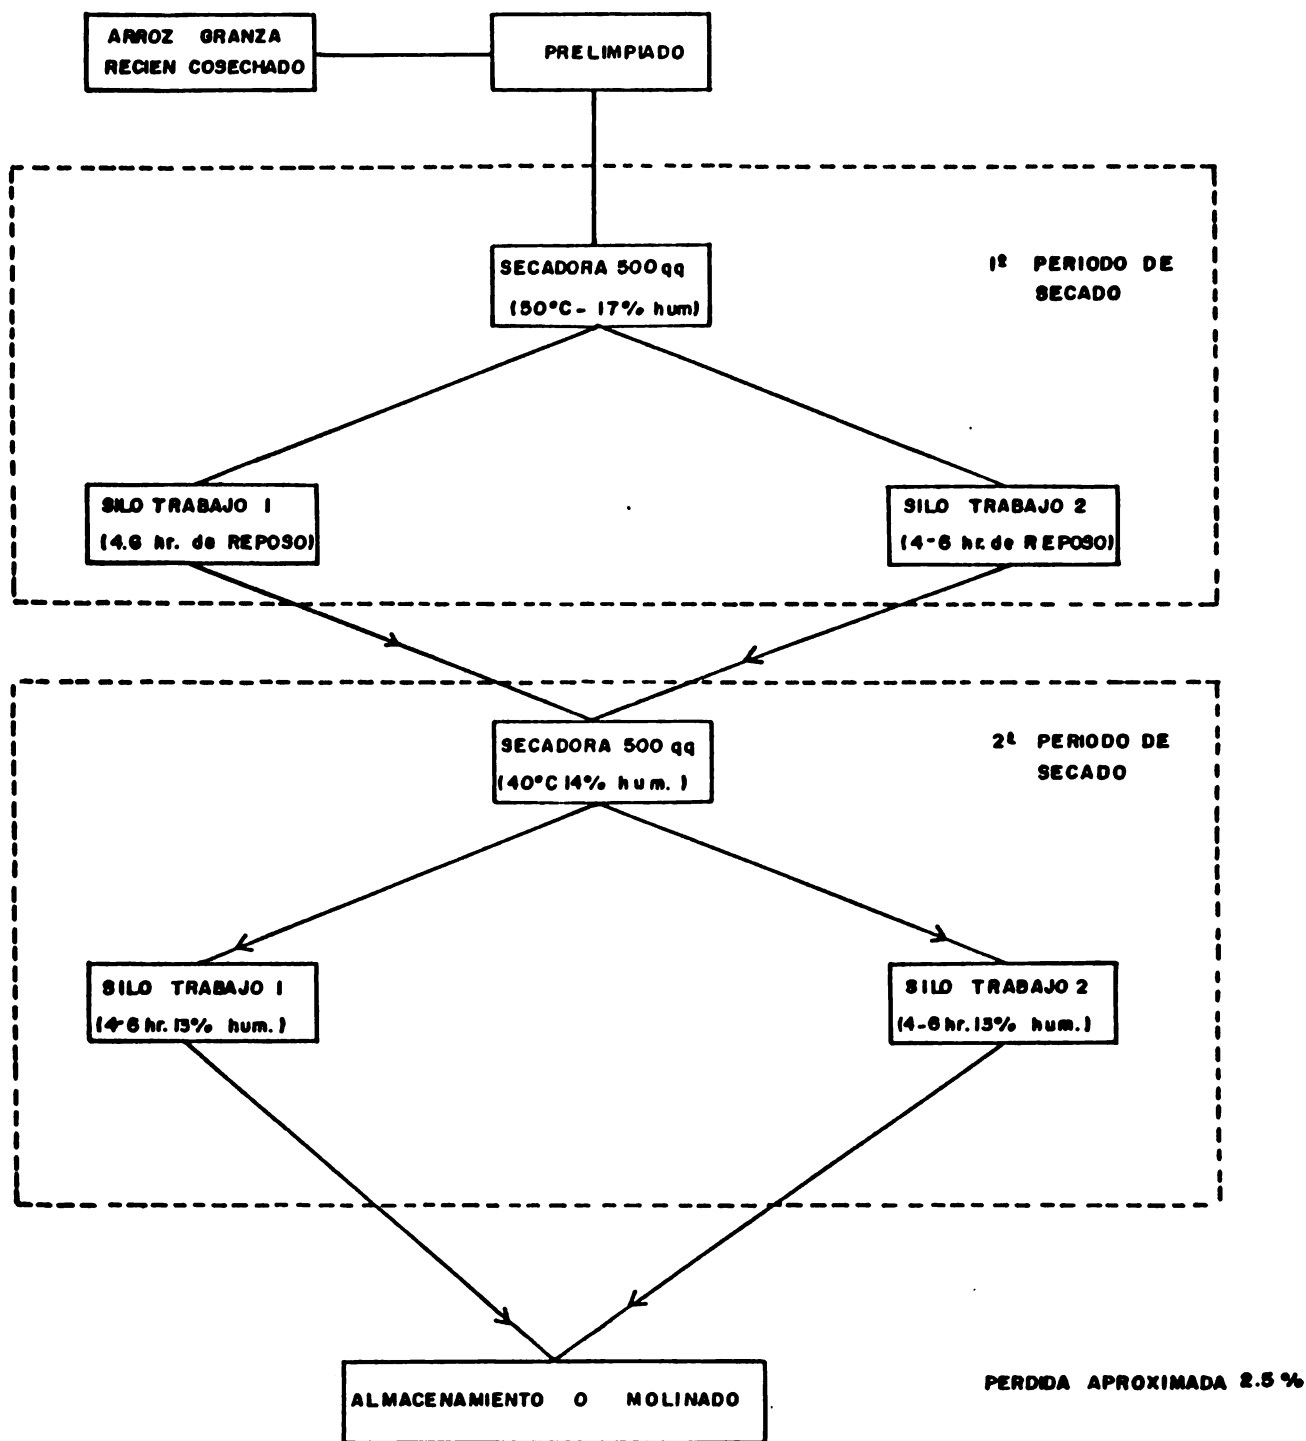 ARROZ GRANZA
RECIEN COSECHADO
PRELIMPIADO
SECADORA 500 qq
(50°C - 17% hum)
1º PERIODO DE
SECADO
SILO TRABAJO 1
(4.6 hr. de REPOSO)
SILO TRABAJO 2
(4-6 hr. de REPOSO)
SECADORA 500 qq
(40°C 14% hum.)
2º PERIODO DE
SECADO
SILO TRABAJO 1
(4-6 hr. 13% hum.)
SILO TRABAJO 2
(4-6 hr. 13% hum.)
ALMACENAMIENTO O MOLINADO
PERDIDA APROXIMADA 2.5 %